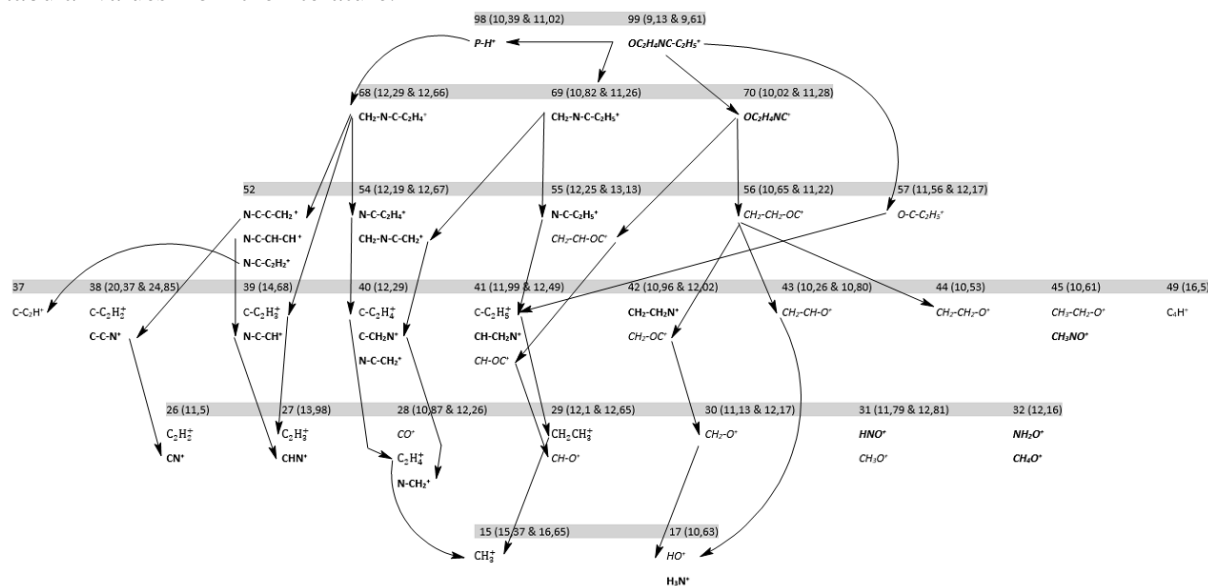 98 (10,39 & 11,02) 99 (9,13 & 9,61)
P-H⁺ OC₂H₄NC-C₂H₅⁺
68 (12,29 & 12,66) 69 (10,82 & 11,26) 70 (10,02 & 11,28)
CH₂-N-C-C₂H₄⁺ CH₂-N-C-C₂H₅⁺ OC₂H₄NC⁺
52 54 (12,19 & 12,67) 55 (12,25 & 13,13) 56 (10,65 & 11,22) 57 (11,56 & 12,17)
N-C-C-CH₂⁺ N-C-C₂H₄⁺ N-C-C₂H₅⁺ CH₂-CH₂-OC⁺ O-C-C₂H₅⁺
N-C-CH-CH⁺ CH₂-N-C-CH₂⁺ CH₂-CH-OC⁺
N-C-C₂H₂⁺
37 38 (20,37 & 24,85) 39 (14,68) 40 (12,29) 41 (11,99 & 12,49) 42 (10,96 & 12,02) 43 (10,26 & 10,80) 44 (10,53) 45 (10,61) 49 (16,5)
C-C₂H⁺ C-C₂H₂⁺ C-C₂H₃⁺ C-C₂H₄⁺ C-C₂H₅⁺ CH₂-CH₂N⁺ CH₂-CH-O⁺ CH₂-CH₂-O⁺ CH₃-CH₂-O⁺ C₄H⁺
C-C-N⁺ N-C-CH⁺ C-CH₂N⁺ CH-CH₂N⁺ CH₂-OC⁺ CH₃NO⁺
N-C-CH₂⁺ CH-OC⁺
26 (11,5) 27 (13,98) 28 (10,87 & 12,26) 29 (12,1 & 12,65) 30 (11,13 & 12,17) 31 (11,79 & 12,81) 32 (12,16)
C₂H₂⁺ C₂H₃⁺ CO⁺ CH₂CH₃⁺ CH₂-O⁺ HNO⁺ NH₂O⁺
CN⁺ CHN⁺ C₂H₄⁺ CH-O⁺ CH₃O⁺ CH₄O⁺
N-CH₂⁺
15 (15,37 & 16,65) 17 (10,63)
CH₃⁺ HO⁺
H₃N⁺